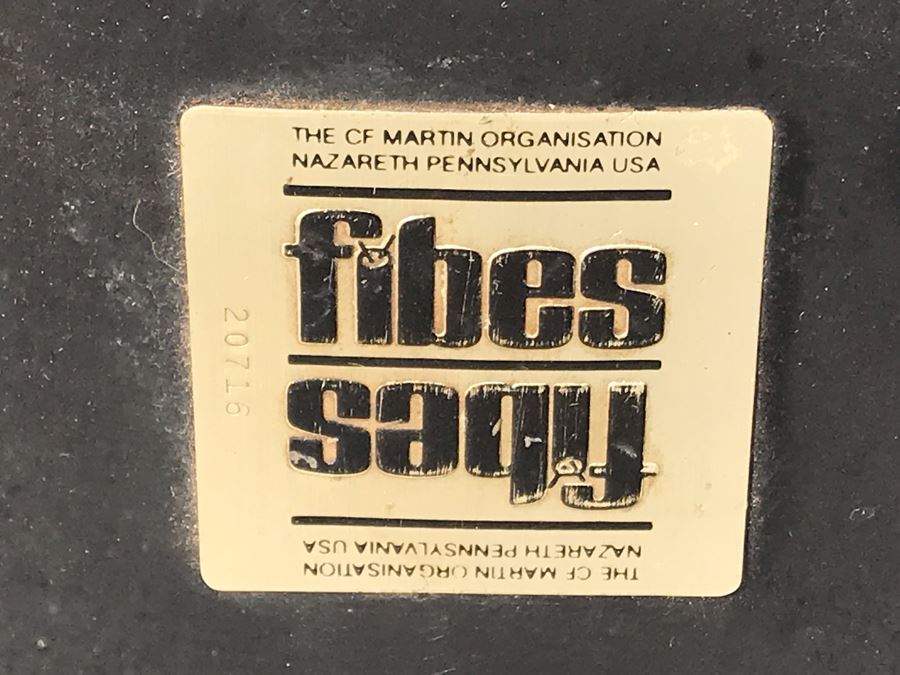 THE CF MARTIN ORGANISATION
NAZARETH PENNSYLVANIA USA
fibes
20716
fibes
THE CF MARTIN ORGANISATION
NAZARETH PENNSYLVANIA USA